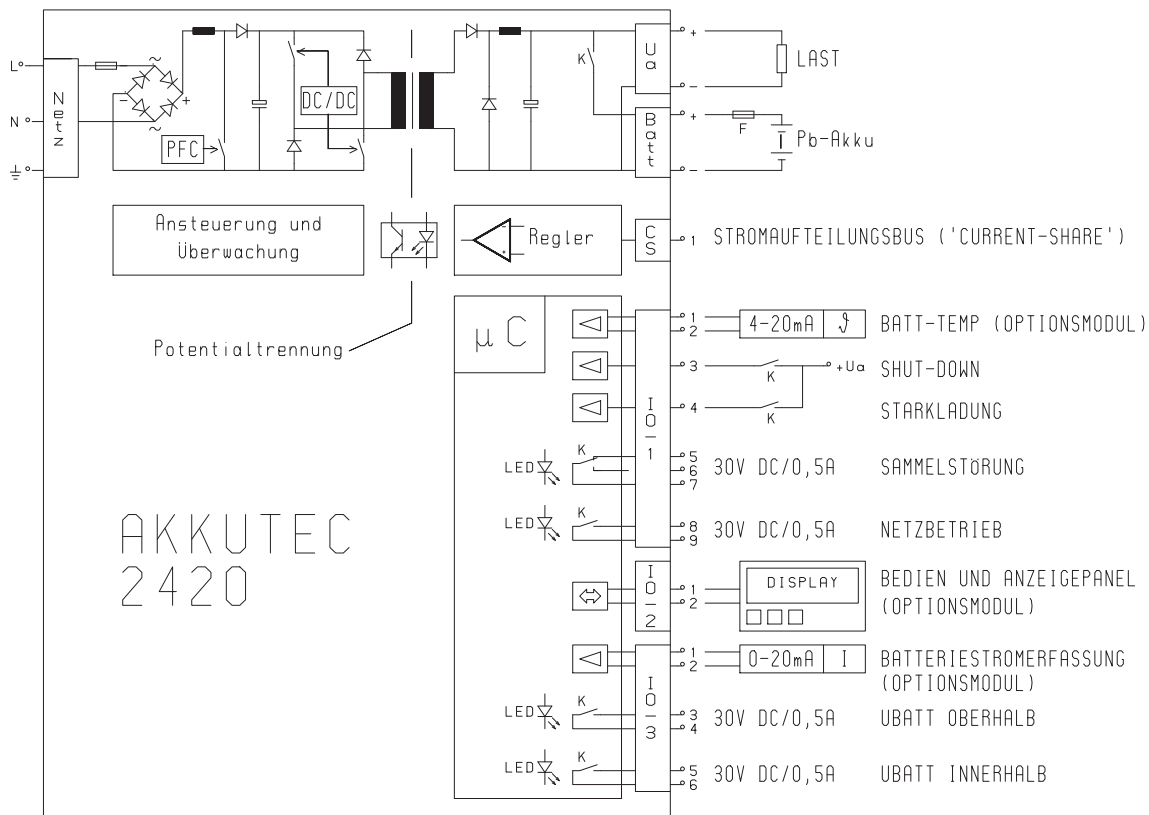 L
N
Netz
~
-
+
~
PFC
DC/DC
K
Ua
+
-
LAST
Batt
+
-
F
Pb-Akku
Ansteuerung und
Überwachung
Regler
CS
1
STROMAUFTEILUNGSBUS ('CURRENT-SHARE')
Potentialtrennung
µC
IO-1
1
2
4-20mA
ϑ
BATT-TEMP (OPTIONSMODUL)
3
K
+Ua
SHUT-DOWN
4
K
STARKLADUNG
LED
K
5
6
7
30V DC/0,5A
SAMMELSTÖRUNG
LED
K
8
9
30V DC/0,5A
NETZBETRIEB
AKKUTEC
2420
IO-2
1
2
DISPLAY
BEDIEN UND ANZEIGEPANEL
(OPTIONSMODUL)
IO-3
1
2
0-20mA
I
BATTERIESTROMERFASSUNG
(OPTIONSMODUL)
LED
K
3
4
30V DC/0,5A
UBATT OBERHALB
LED
K
5
6
30V DC/0,5A
UBATT INNERHALB